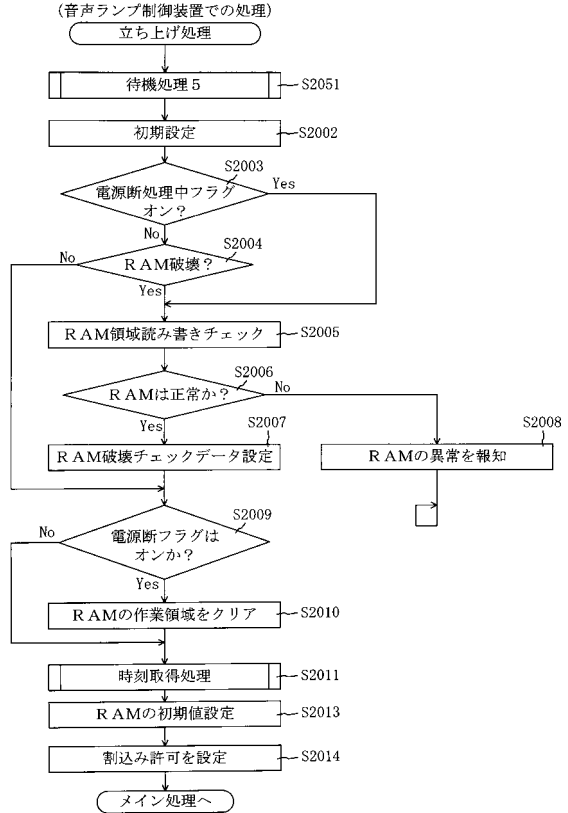 (音声ランプ制御装置での処理)
立ち上げ処理
待機処理５
S2051
初期設定
S2002
S2003
電源断処理中フラグ
オン？
Yes
No
S2004
ＲＡＭ破壊？
No
Yes
ＲＡＭ領域読み書きチェック
S2005
S2006
ＲＡＭは正常か？
No
Yes
S2007
ＲＡＭ破壊チェックデータ設定
S2008
ＲＡＭの異常を報知
S2009
電源断フラグは
オンか？
No
Yes
ＲＡＭの作業領域をクリア
S2010
時刻取得処理
S2011
ＲＡＭの初期値設定
S2013
割込み許可を設定
S2014
メイン処理へ